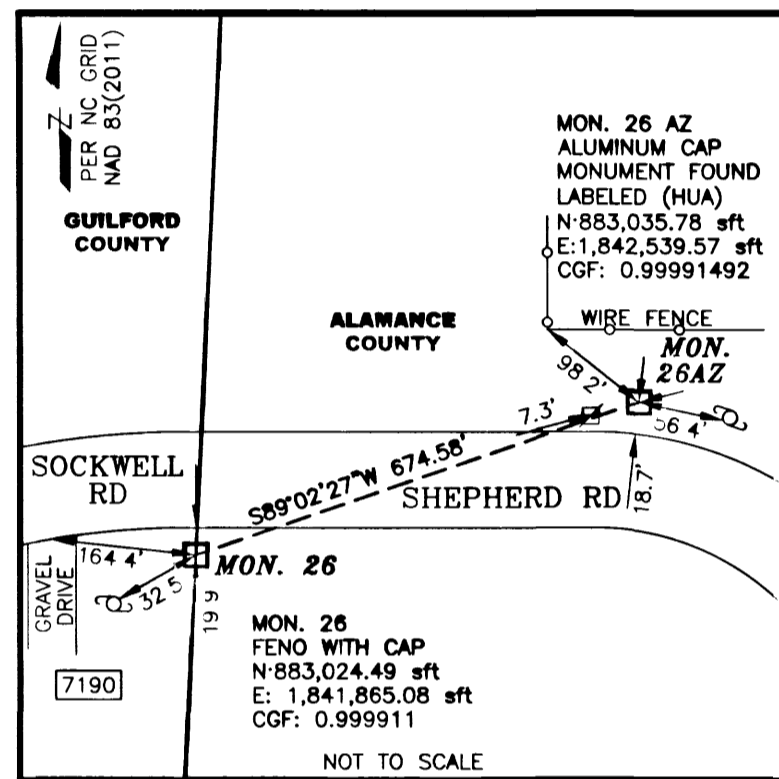 Z
PER NC GRID
NAD 83(2011)
GUILFORD
COUNTY
MON. 26 AZ
ALUMINUM CAP
MONUMENT FOUND
LABELED (HUA)
N·883,035.78 sft
E:1,842,539.57 sft
CGF: 0.99991492
ALAMANCE
COUNTY
WIRE FENCE
MON.
26AZ
98 2'
7.3'
56 4'
SOCKWELL
RD
S89°02'27"W 674.58'
SHEPHERD RD
18.7'
164 4'
MON. 26
GRAVEL
DRIVE
32 5
19 9
MON. 26
FENO WITH CAP
N·883,024.49 sft
E: 1,841,865.08 sft
CGF: 0.999911
7190
NOT TO SCALE